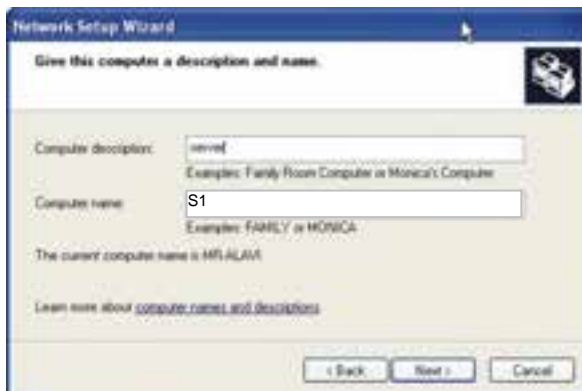 Network Setup Wizard
Give this computer a description and name.
Computer description: server
Examples: Family Room Computer or Monica's Computer
Computer name: S1
Examples: FAMILY or MONICA
The current computer name is MR-ALAVI
Learn more about computer names and descriptions
< Back Next > Cancel